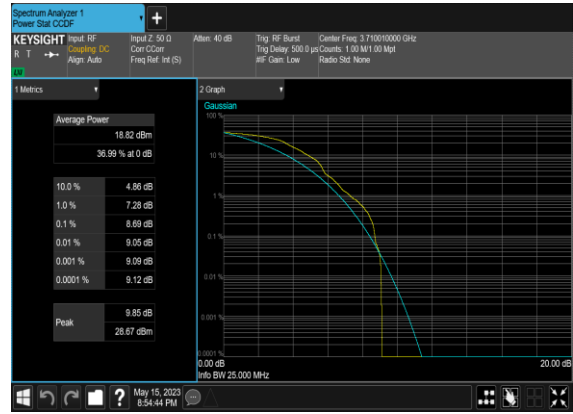 Spectrum Analyzer 1
Power Stat CCDF
KEYSIGHT
R T
LW
Input: RF
Coupling: DC
Align: Auto
Input Z: 50 Ω
Corr CCorr
Freq Ref: Int (S)
Atten: 40 dB
Trig: RF Burst
Trig Delay: 500.0 µs
#IF Gain: Low
Center Freq: 3.710010000 GHz
Counts: 1.00 M/1.00 Mpt
Radio Std: None
1 Metrics
Average Power
18.82 dBm
36.99 % at 0 dB
10.0 % 4.86 dB
1.0 % 7.28 dB
0.1 % 8.69 dB
0.01 % 9.05 dB
0.001 % 9.09 dB
0.0001 % 9.12 dB
Peak
9.85 dB
28.67 dBm
2 Graph
Gaussian
100 %
10 %
1 %
0.1 %
0.01 %
0.001 %
0.0001 %
0.00 dB 20.00 dB
Info BW 25.000 MHz
?
May 15, 2023
8:54:44 PM